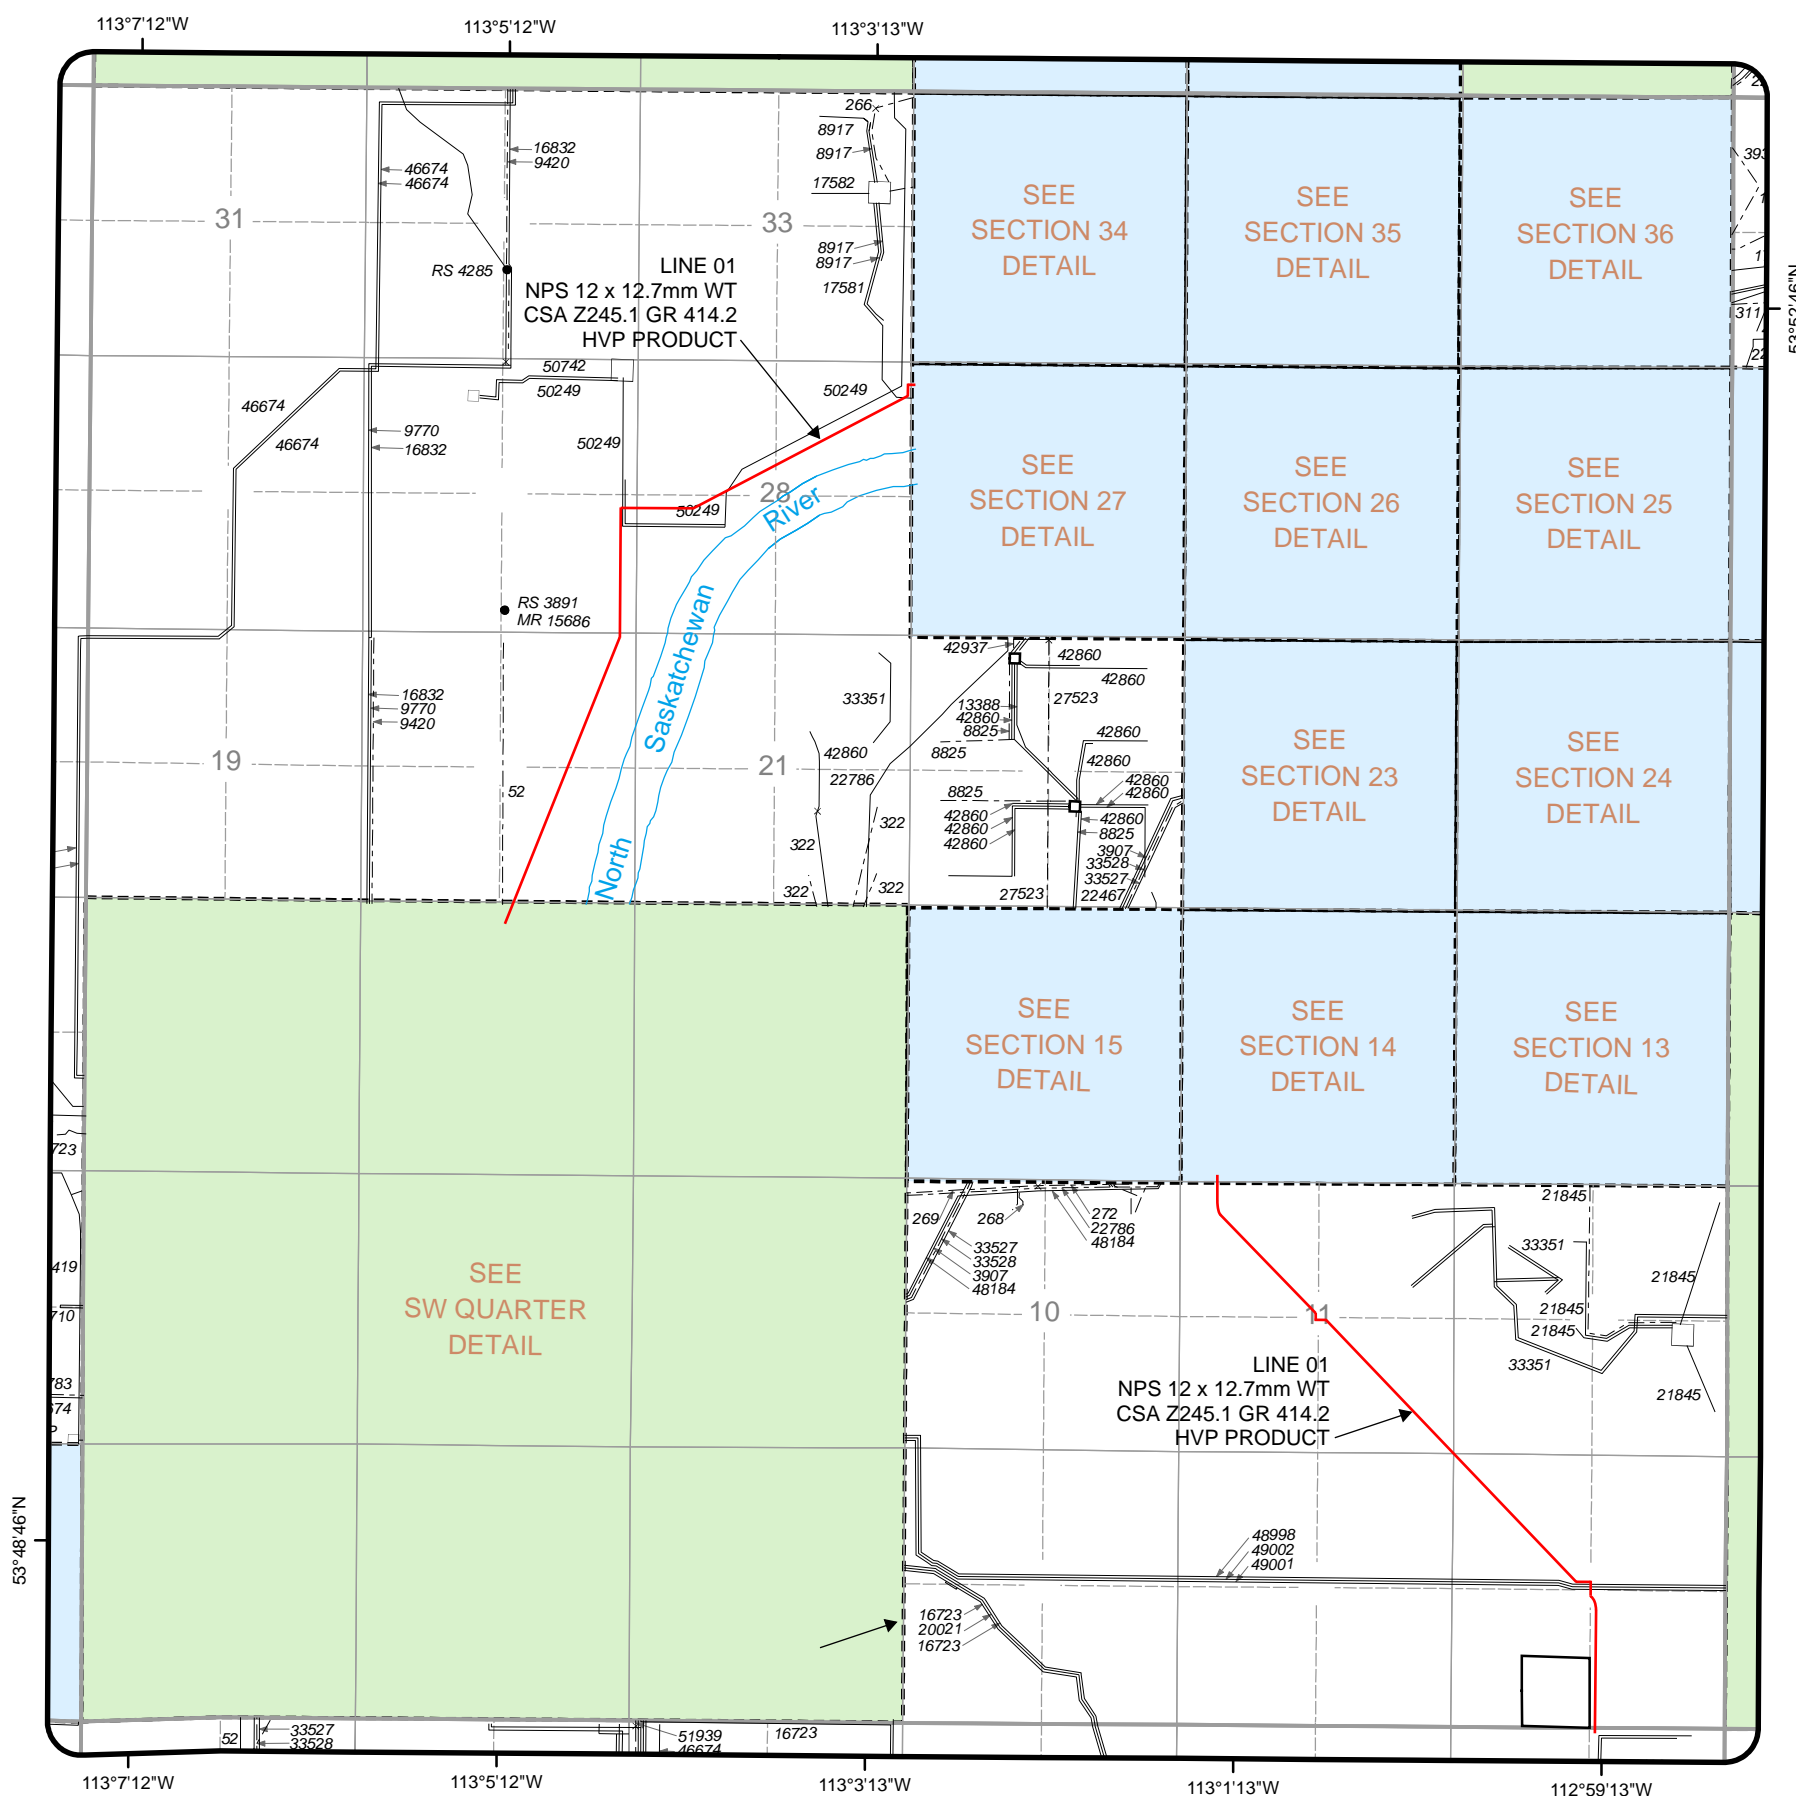 113°7'12"W
113°5'12"W
113°3'13"W
53°52'46"N
266
8917
8917
17582
16832
9420
46674
46674
31
33
8917
8917
17581
RS 4285
LINE 01
NPS 12 x 12.7mm WT
CSA Z245.1 GR 414.2
HVP PRODUCT
SEE
SECTION 34
DETAIL
SEE
SECTION 35
DETAIL
SEE
SECTION 36
DETAIL
311
50742
50249
50249
50249
46674
46674
9770
16832
28
50249
River
SEE
SECTION 27
DETAIL
SEE
SECTION 26
DETAIL
SEE
SECTION 25
DETAIL
RS 3891
MR 15686
Saskatchewan
North
16832
9770
9420
19
52
21
33351
42860
22786
322
322
322
322
42937
42860
42860
27523
13388
42860
8825
8825
42860
42860
42860
42860
8825
42860
42860
42860
42860
8825
3907
33528
33527
22467
27523
SEE
SECTION 23
DETAIL
SEE
SECTION 24
DETAIL
SEE
SECTION 15
DETAIL
SEE
SECTION 14
DETAIL
SEE
SECTION 13
DETAIL
723
419
710
783
674
SEE
SW QUARTER
DETAIL
269
268
272
22786
48184
33527
33528
3907
48184
10
11
21845
33351
21845
21845
21845
33351
21845
LINE 01
NPS 12 x 12.7mm WT
CSA Z245.1 GR 414.2
HVP PRODUCT
48998
49002
49001
16723
20021
16723
53°48'46"N
52
33527
33528
51939
46674
16723
113°7'12"W
113°5'12"W
113°3'13"W
113°1'13"W
112°59'13"W